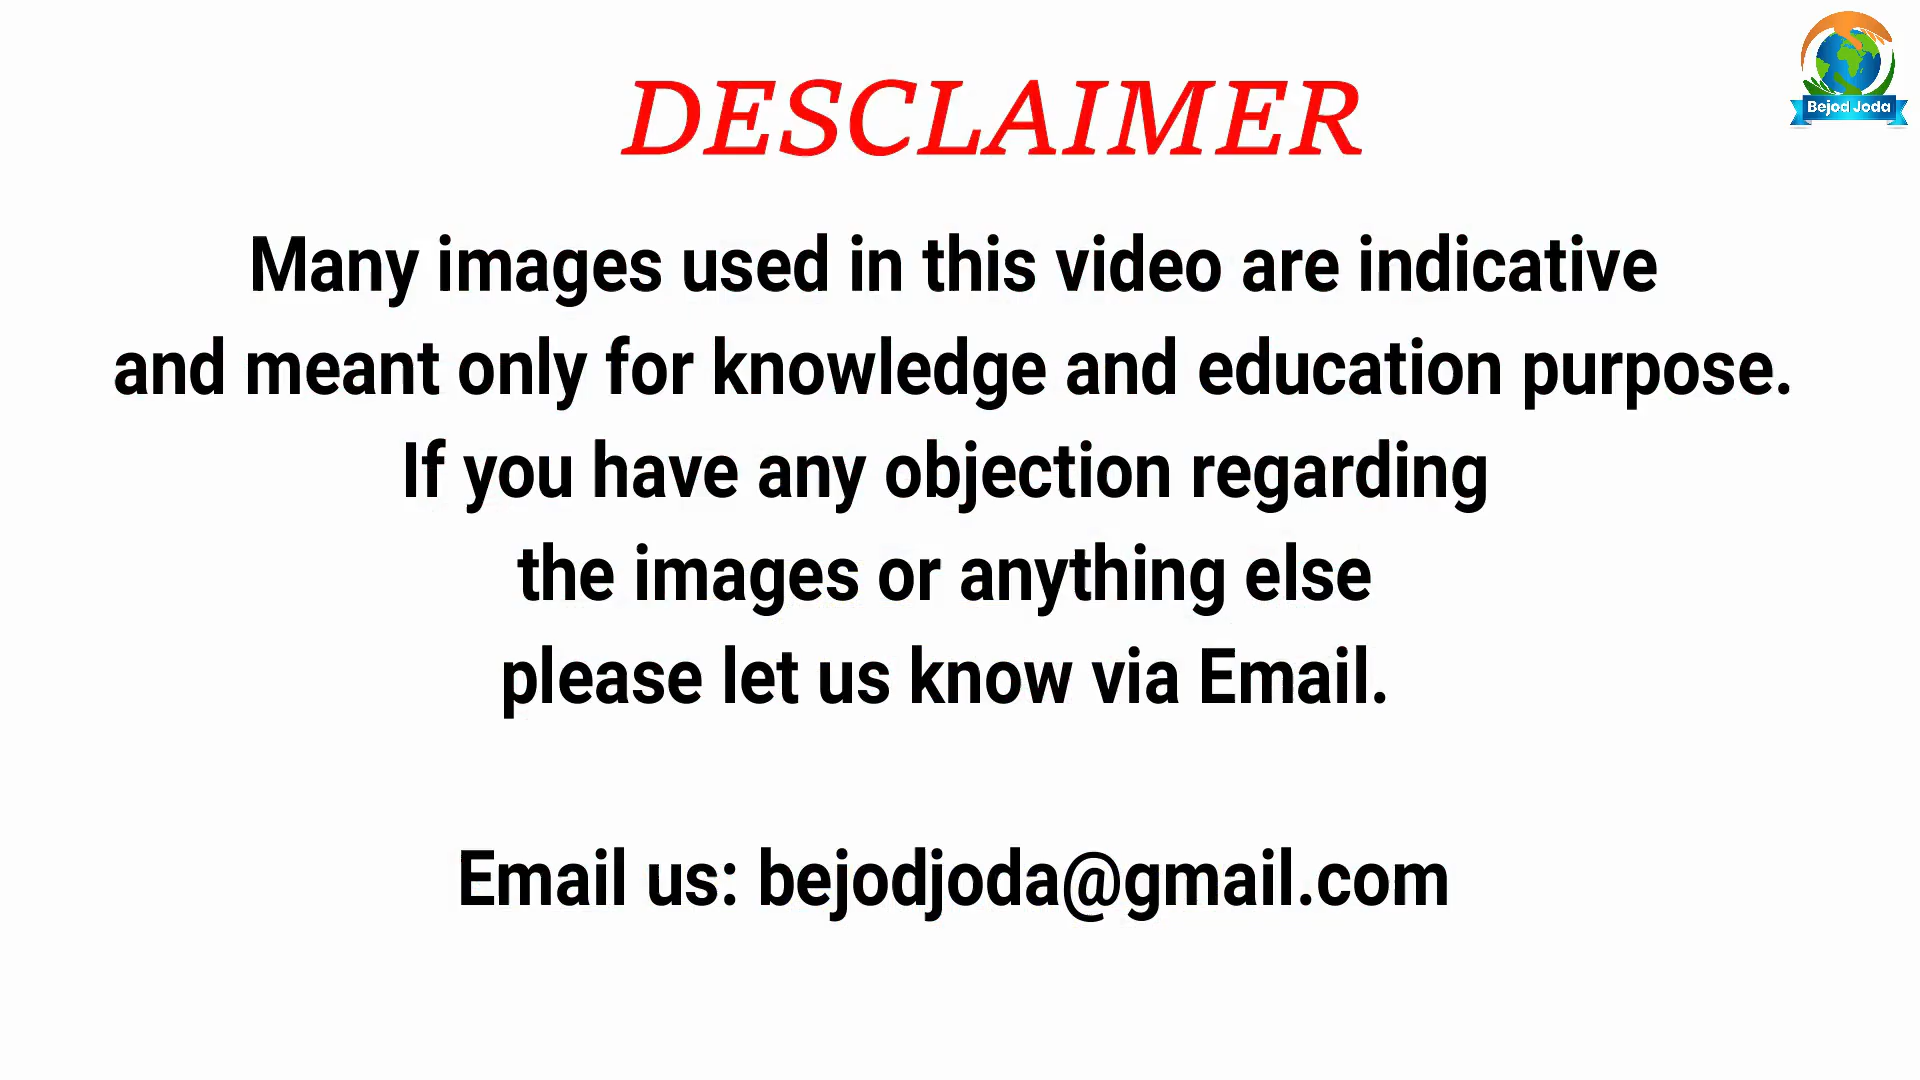 DESCLAIMER
Bejod Joda
Many images used in this video are indicative
and meant only for knowledge and education purpose.
If you have any objection regarding
the images or anything else
please let us know via Email.
Email us: bejodjoda@gmail.com